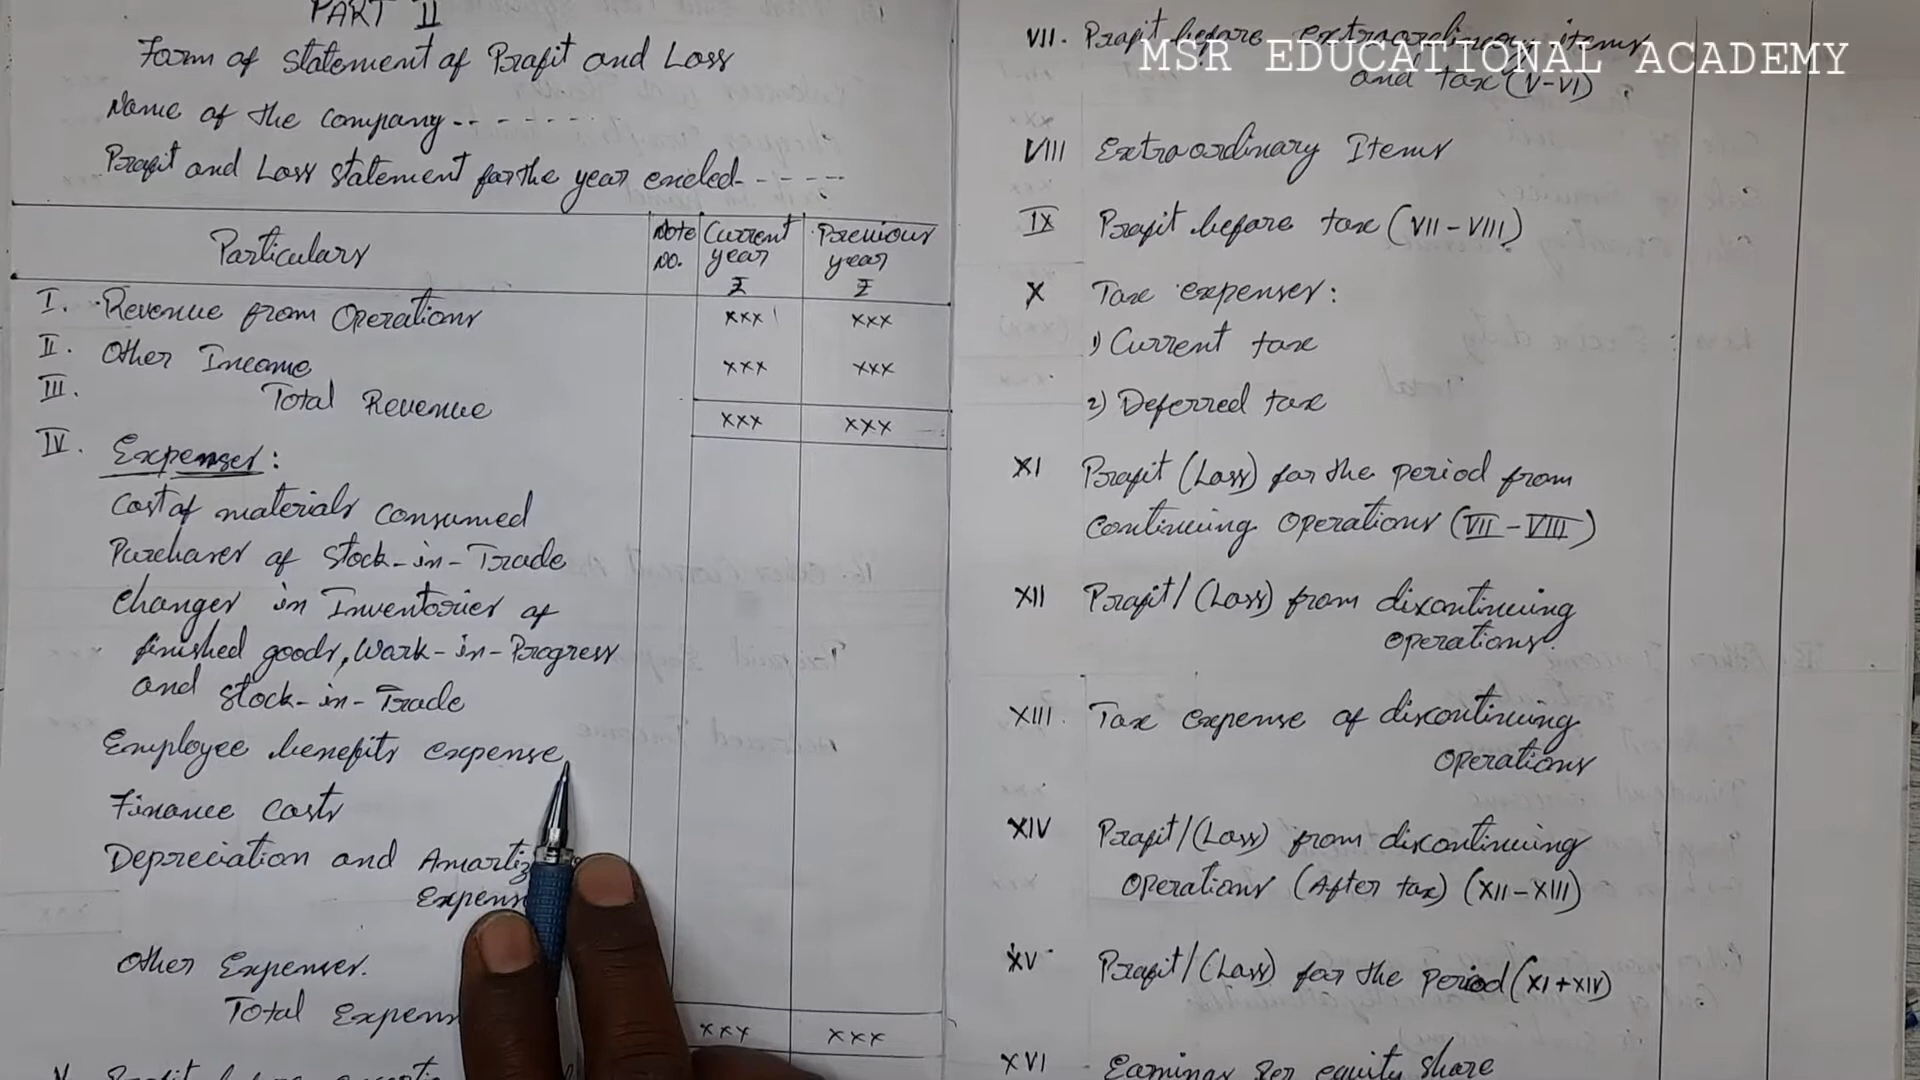 PART II
Form of Statement of Profit and Loss
Name of the company - - - - - - - -
Profit and Loss Statement for the year ended - - - - -
Particulars
Note No.
Current year ₹
Previous year ₹
I. Revenue from Operations xxx xxx
II. Other Income xxx xxx
III. Total Revenue xxx xxx
IV. Expenses:
Cost of materials consumed
Purchases of Stock-in-Trade
Changes in Inventories of
finished goods, Work-in-Progress
and Stock-in-Trade
Employee benefits expense
Finance costs
Depreciation and
Other Expenses.
Total xxx xxx
VII. Profit before extraordinary items
and tax (V-VI)
MSR EDUCATIONAL ACADEMY
VIII Extraordinary Items
IX Profit before tax (VII-VIII)
X Tax expenses:
1) Current tax
2) Deferred tax
XI Profit (Loss) for the period from
continuing operations (VII-VIII)
XII Profit/(Loss) from discontinuing
operations.
XIII. Tax expense of discontinuing
operations
XIV Profit/(Loss) from discontinuing
operations (After tax) (XII-XIII)
XV Profit/(Loss) for the period (XI+XIV)
XVI Earnings per equity share